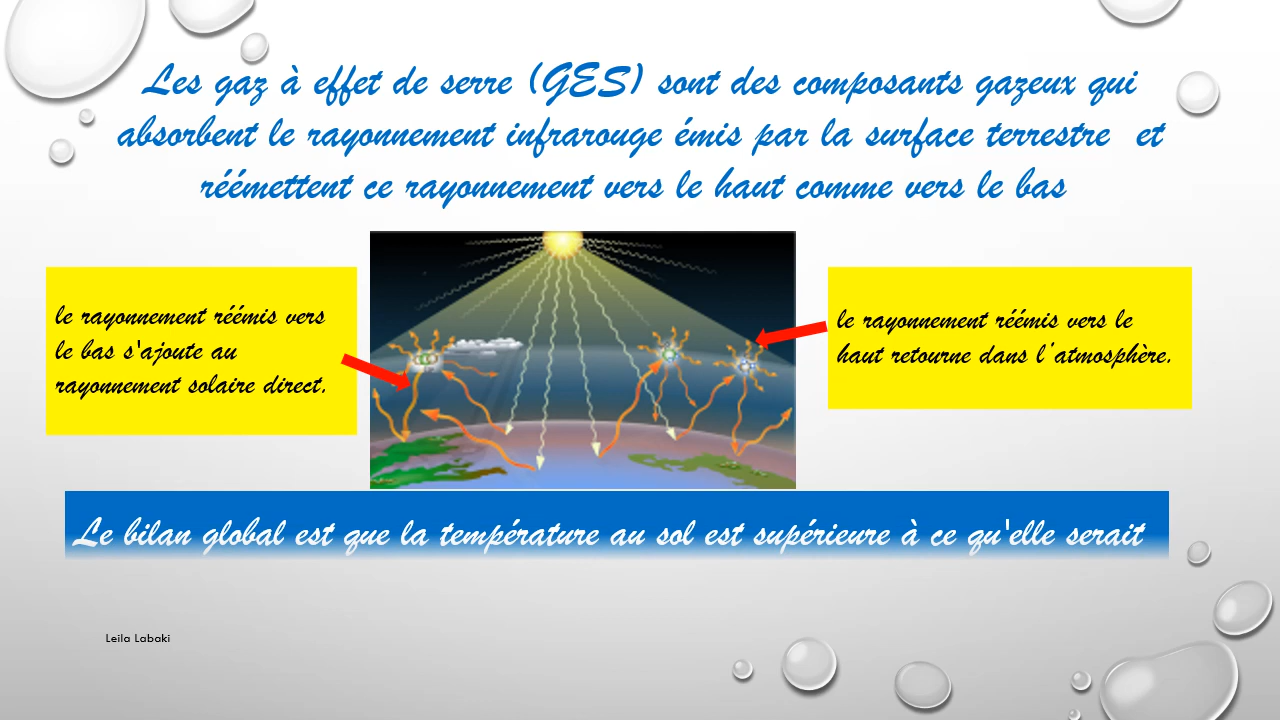 Les gaz à effet de serre (GES) sont des composants gazeux qui
absorbent le rayonnement infrarouge émis par la surface terrestre et
réémettent ce rayonnement vers le haut comme vers le bas
le rayonnement réémis vers
le bas s'ajoute au
rayonnement solaire direct.
le rayonnement réémis vers le
haut retourne dans l’atmosphère.
Le bilan global est que la température au sol est supérieure à ce qu'elle serait
Leila Labaki